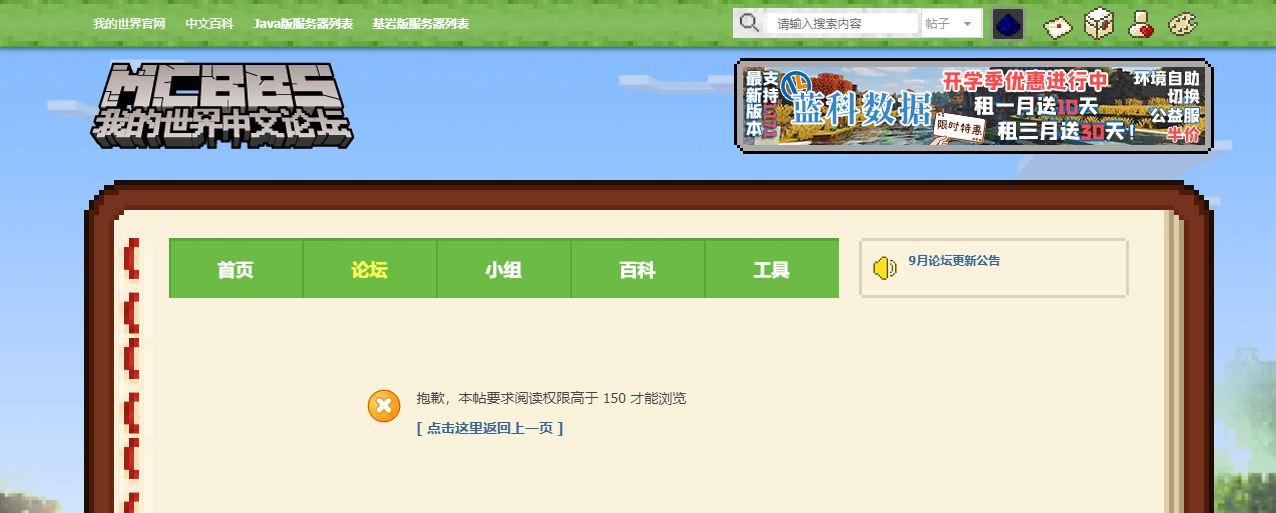 我的世界官网 中文百科 Java版服务器列表 基岩版服务器列表
请输入搜索内容 帖子
MCBBS
我的世界中文论坛
最新版本 支持
蓝科数据
开学季优惠进行中
租一月送10天
限时特惠
租三月送30天!
环境自助
切换
公益服
半价
首页 论坛 小组 百科 工具
9月论坛更新公告
抱歉，本帖要求阅读权限高于 150 才能浏览
[ 点击这里返回上一页 ]